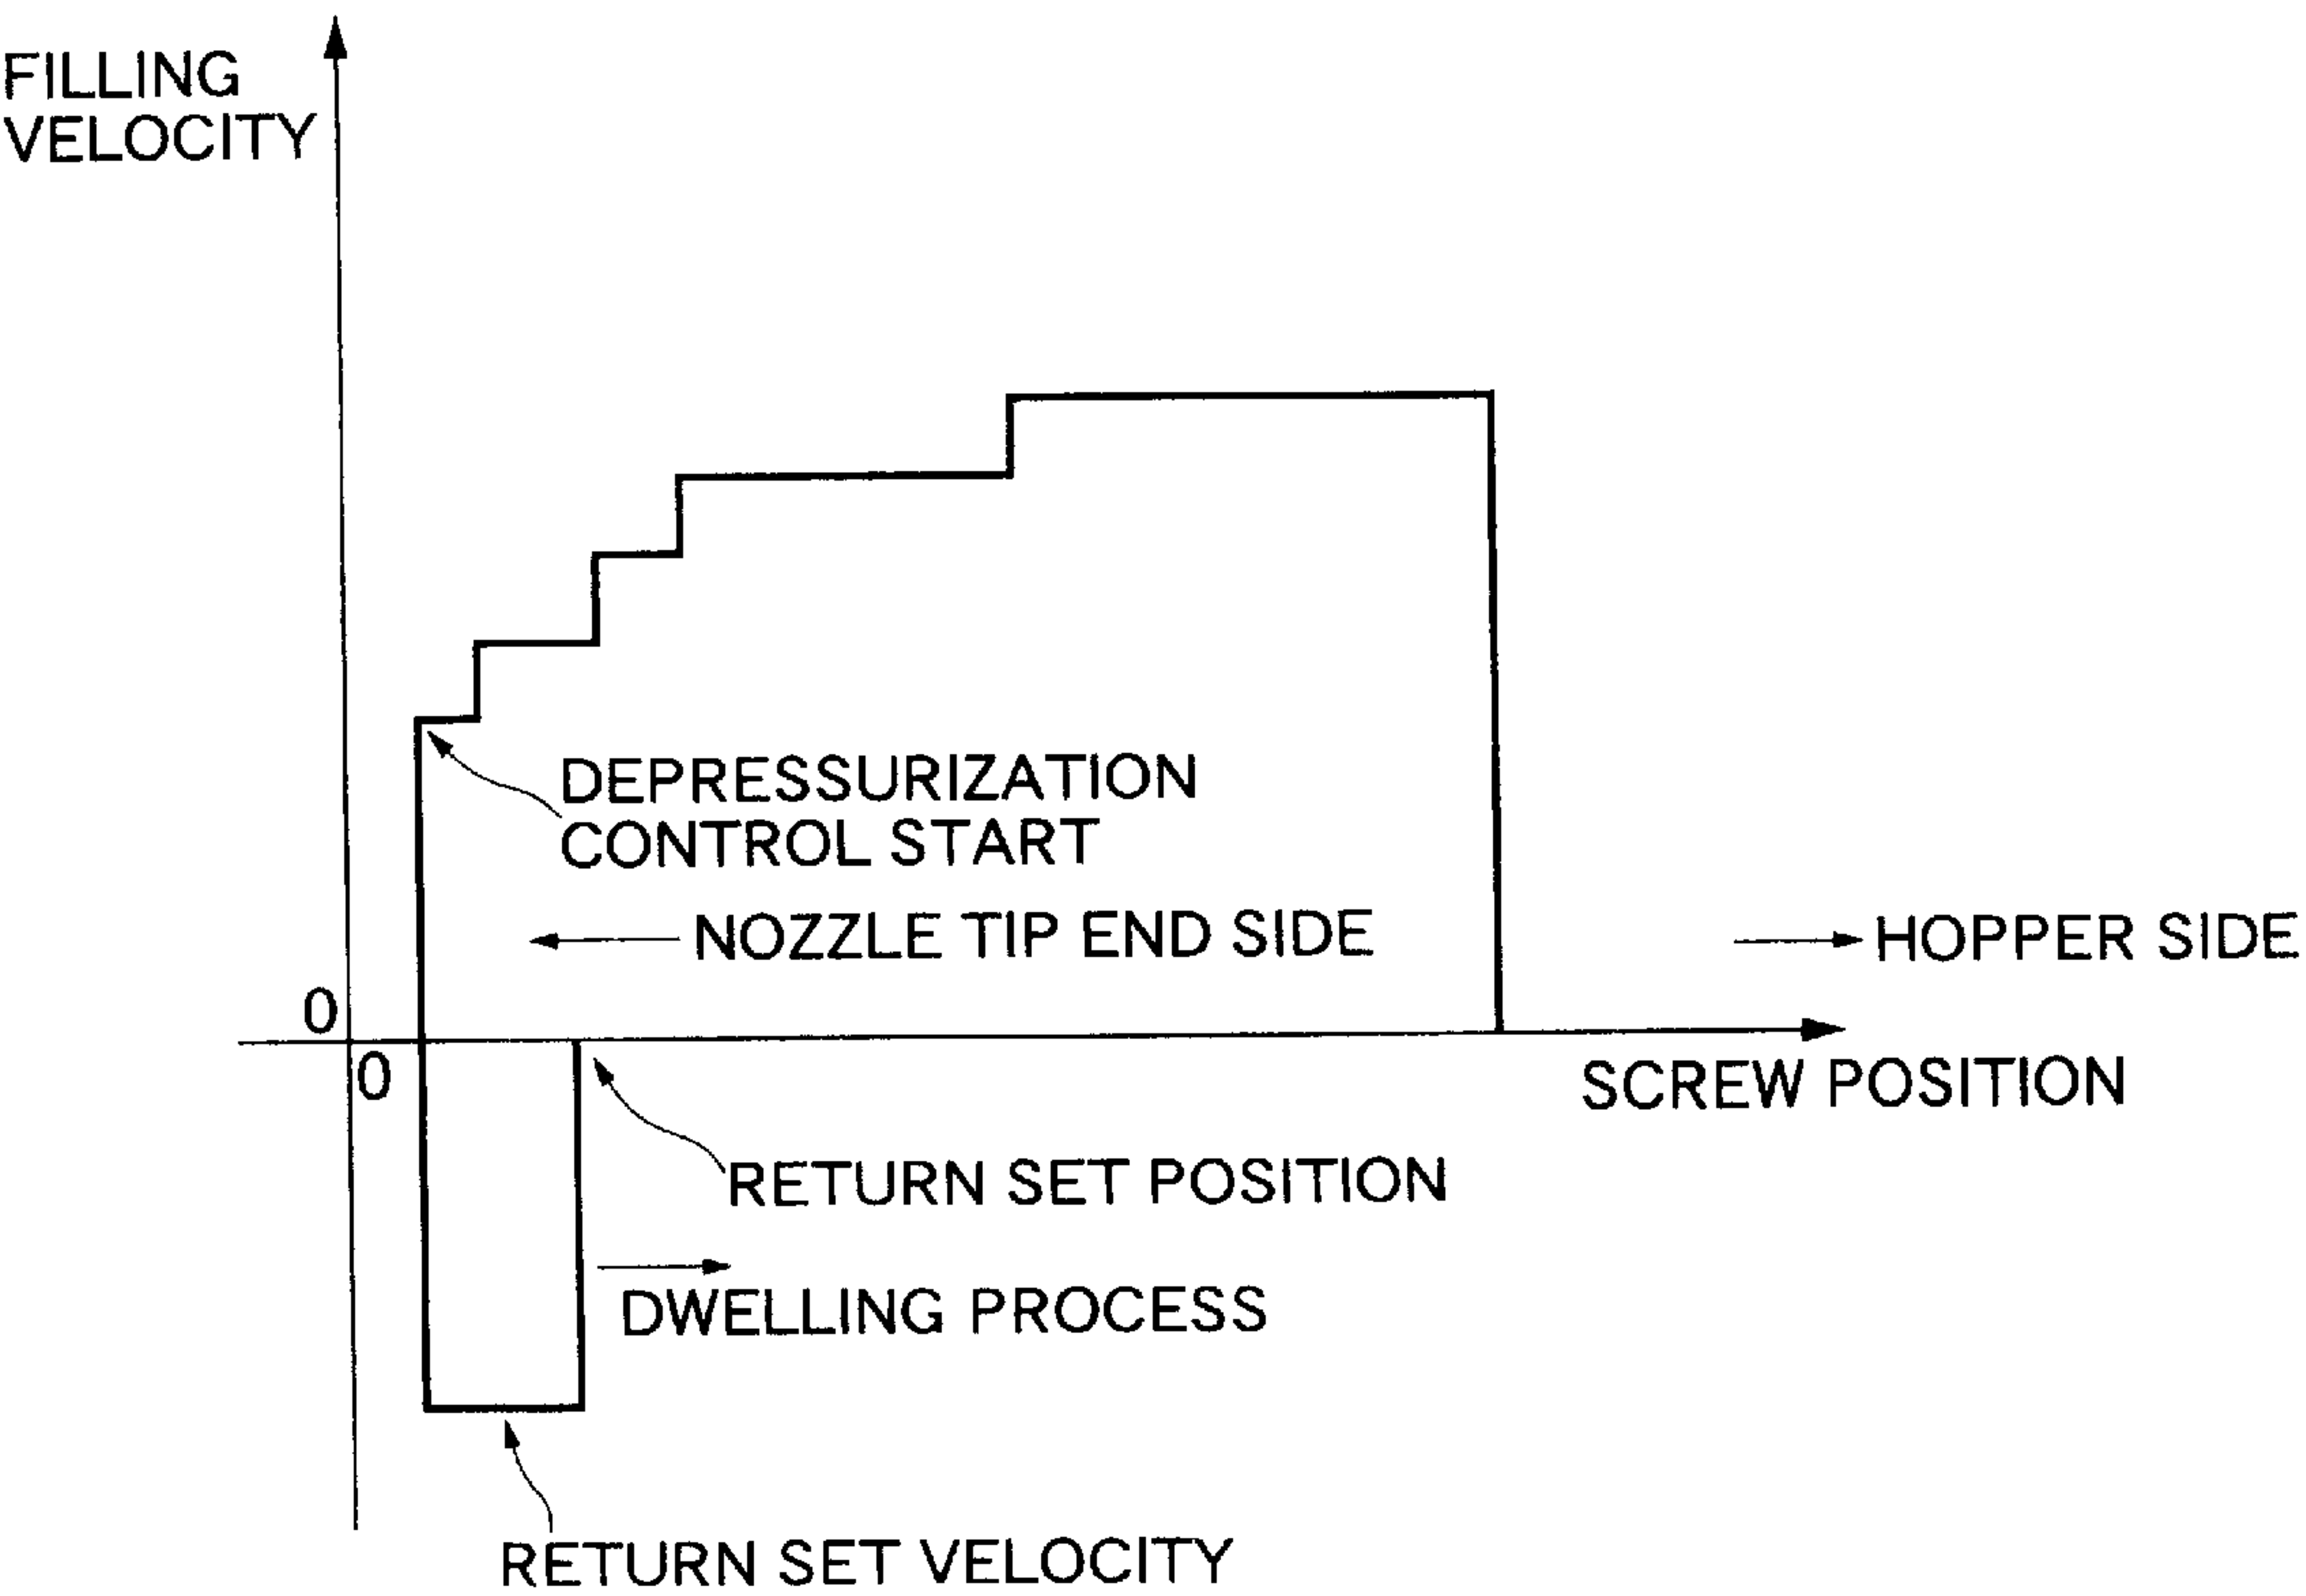 FILLING
VELOCITY
DEPRESSURIZATION
CONTROL START
NOZZLE TIP END SIDE
HOPPER SIDE
0
0
SCREW POSITION
RETURN SET POSITION
DWELLING PROCESS
RETURN SET VELOCITY